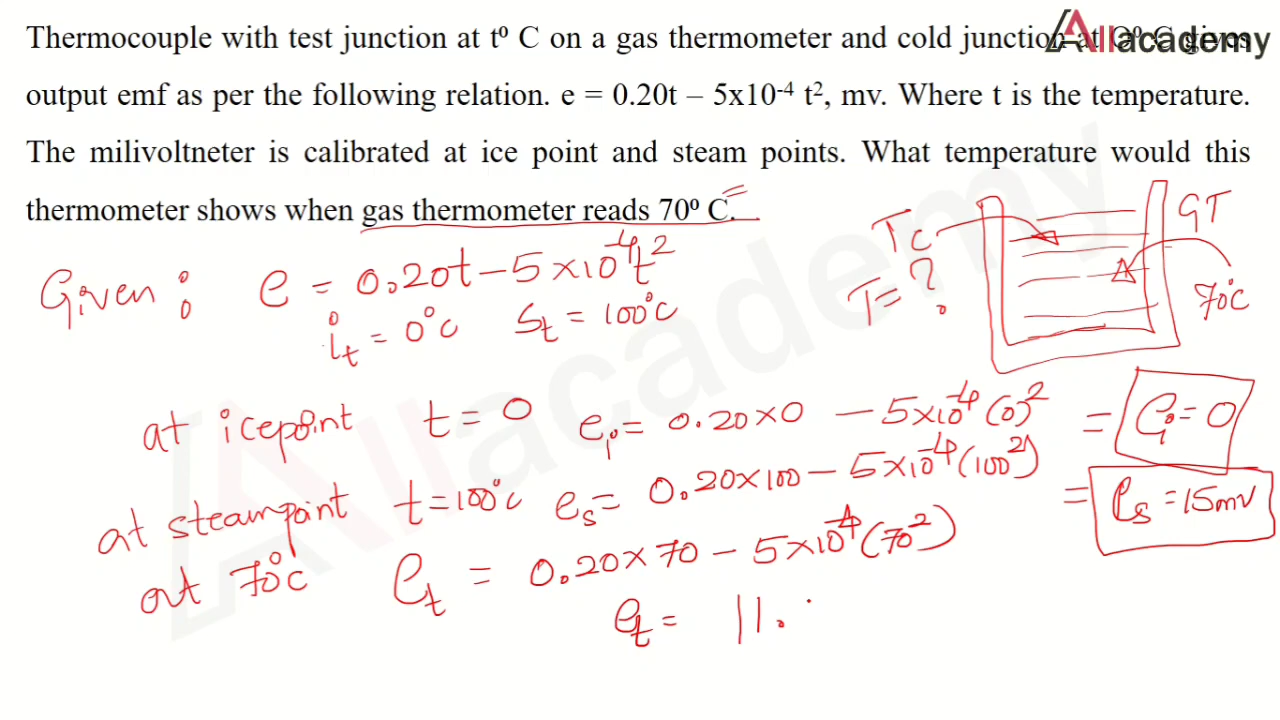 Allacademy
Thermocouple with test junction at t⁰ C on a gas thermometer and cold junction at O⁰ C gives
output emf as per the following relation. e = 0.20t – 5x10⁻⁴ t², mv. Where t is the temperature.
The milivoltneter is calibrated at ice point and steam points. What temperature would this
thermometer shows when gas thermometer reads 70⁰ C.
Given : e = 0.20t − 5×10⁻⁴t²
iₜ = 0°C Sₜ = 100°C
Tc GT
T = ? 70°C
at icepoint t = 0 eᵢ = 0.20×0 − 5×10⁻⁴(0)² = eᵢ = 0
at steampoint t=100°C eₛ = 0.20×100 − 5×10⁻⁴(100²) = eₛ = 15mv
at 70°C eₜ = 0.20×70 − 5×10⁻⁴(70²)
eₜ = 11.
Allacademy